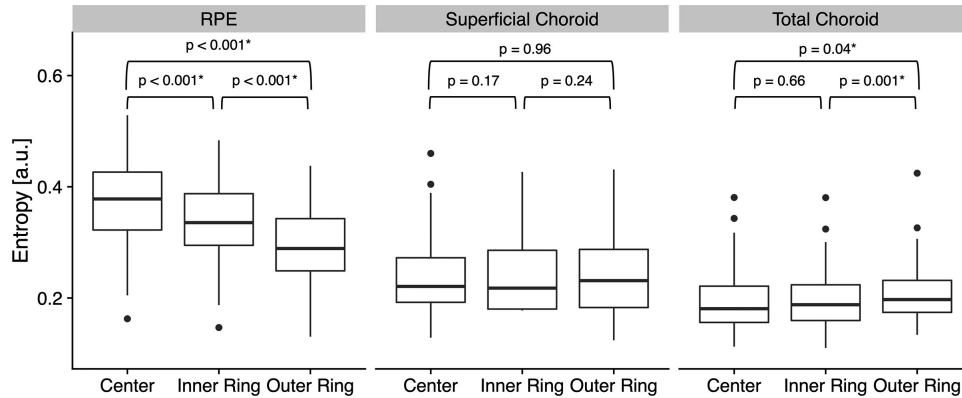 RPE
Superficial Choroid
Total Choroid
p < 0.001*
p < 0.001*
p < 0.001*
p = 0.96
p = 0.17
p = 0.24
p = 0.04*
p = 0.66
p = 0.001*
Entropy [a.u.]
0.6
0.4
0.2
Center
Inner Ring
Outer Ring
Center
Inner Ring
Outer Ring
Center
Inner Ring
Outer Ring